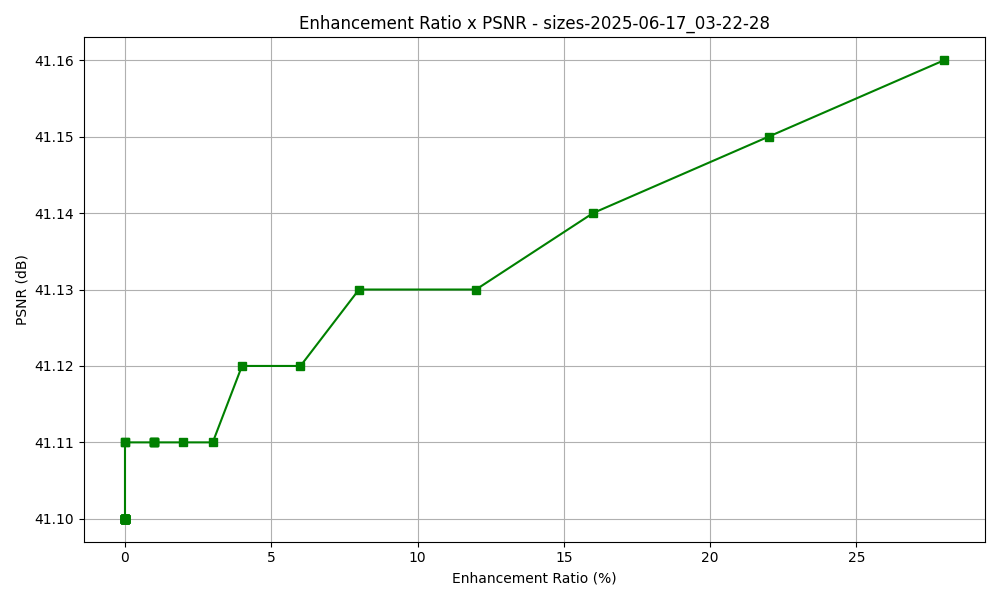 Enhancement Ratio x PSNR - sizes-2025-06-17_03-22-28
41.16
41.15
41.14
41.13
41.12
41.11
41.10
PSNR (dB)
0 5 10 15 20 25
Enhancement Ratio (%)